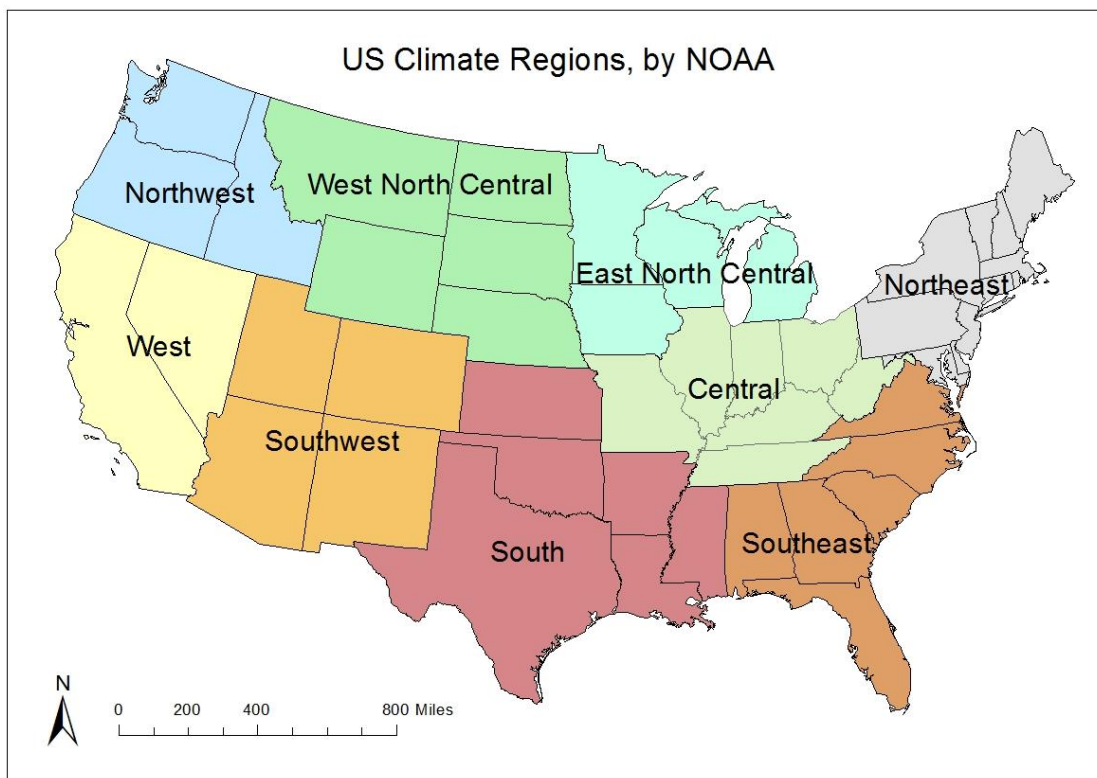 US Climate Regions, by NOAA
Northwest
West North Central
East North Central
Northeast
West
Central
Southwest
South
Southeast
N
0 200 400 800 Miles